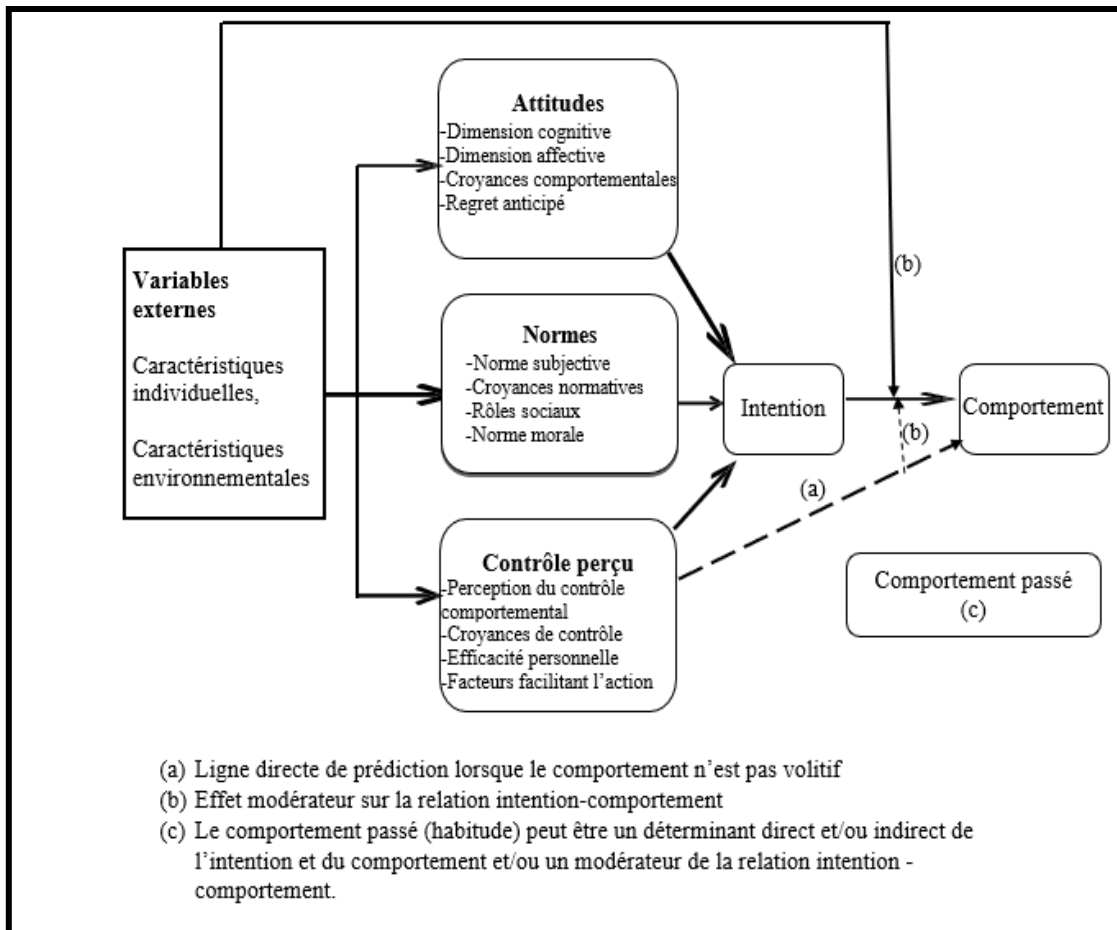 Attitudes
-Dimension cognitive
-Dimension affective
-Croyances comportementales
-Regret anticipé
(b)
Variables
externes
Caractéristiques
individuelles,
Caractéristiques
environnementales
Normes
-Norme subjective
-Croyances normatives
-Rôles sociaux
-Norme morale
Intention
Comportement
(b)
(a)
Contrôle perçu
-Perception du contrôle
comportemental
-Croyances de contrôle
-Efficacité personnelle
-Facteurs facilitant l’action
Comportement passé
(c)
(a) Ligne directe de prédiction lorsque le comportement n’est pas volitif
(b) Effet modérateur sur la relation intention-comportement
(c) Le comportement passé (habitude) peut être un déterminant direct et/ou indirect de
l’intention et du comportement et/ou un modérateur de la relation intention -
comportement.